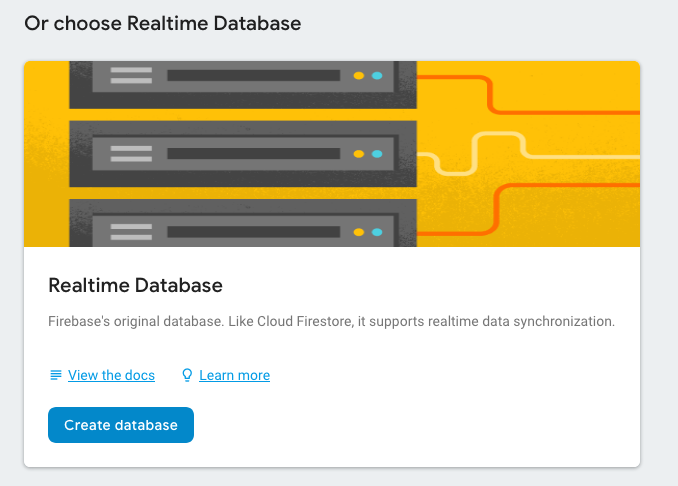 Or choose Realtime Database
Realtime Database
Firebase's original database. Like Cloud Firestore, it supports realtime data synchronization.
View the docs
Learn more
Create database